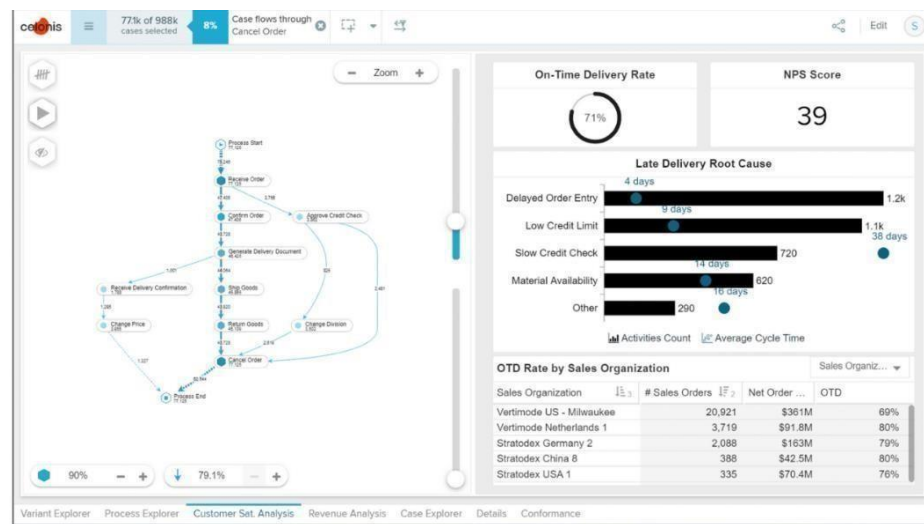 celonis
77.1k of 988k
cases selected
8%
Case flows through
Cancel Order
Edit
S
Zoom
Process Start
77,125
Receive Order
77,125
Confirm Order
Approve Credit Check
Generate Delivery Document
Receive Delivery Confirmation
Ship Goods
Change Price
Return Goods
Change Division
Cancel Order
77,125
Process End
77,125
90%
79.1%
On-Time Delivery Rate
71%
NPS Score
39
Late Delivery Root Cause
4 days
Delayed Order Entry
1.2k
9 days
Low Credit Limit
1.1k
38 days
Slow Credit Check
720
14 days
Material Availability
620
16 days
Other
290
Activities Count
Average Cycle Time
OTD Rate by Sales Organization
Sales Organiz...
Sales Organization # Sales Orders Net Order ... OTD
Vertimode US - Milwaukee 20,921 $361M 69%
Vertimode Netherlands 1 3,719 $91.8M 80%
Stratodex Germany 2 2,088 $163M 79%
Stratodex China 8 388 $42.5M 80%
Stratodex USA 1 335 $70.4M 76%
Variant Explorer Process Explorer Customer Sat. Analysis Revenue Analysis Case Explorer Details Conformance